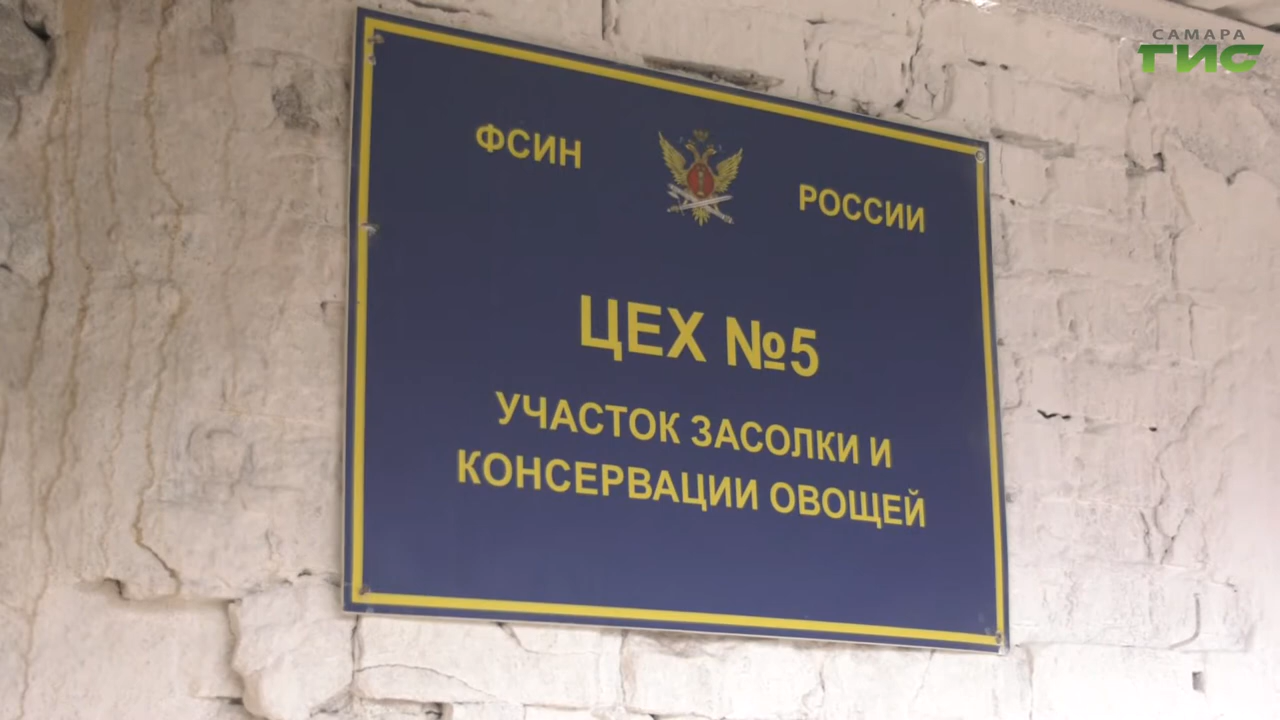 САМАРА
ГИС
ФСИН РОССИИ
ЦЕХ №5
УЧАСТОК ЗАСОЛКИ И
КОНСЕРВАЦИИ ОВОЩЕЙ